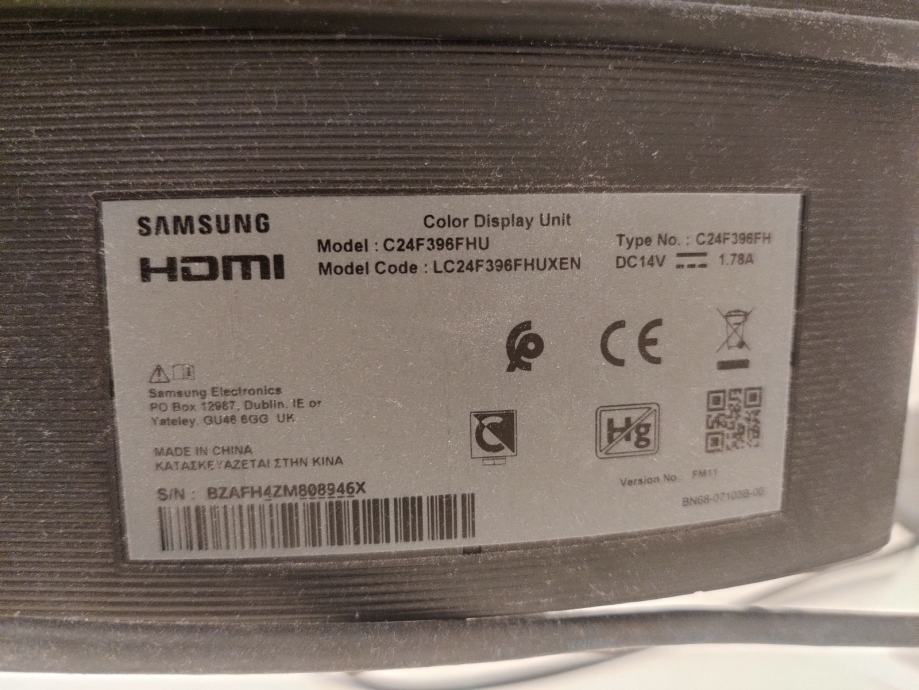 SAMSUNG
HDMI
Color Display Unit
Model : C24F396FHU
Model Code : LC24F396FHUXEN
Type No. : C24F396FH
DC14V 1.78A
CE
Samsung Electronics
PO Box 12987, Dublin. IE or
Yateley. GU46 6GG UK
MADE IN CHINA
ΚΑΤΑΣΚΕΥΑΖΕΤΑΙ ΣΤΗΝ ΚΙΝΑ
C
Hg
Version No. FM11
S/N : BZAFH4ZM808946X
BN68-07103B-00